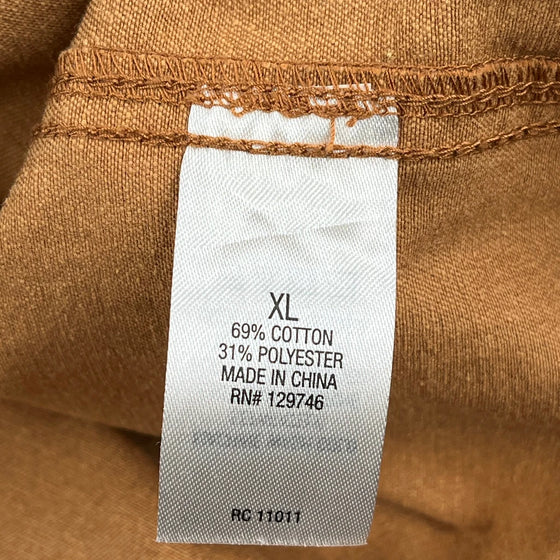 XL
69% COTTON
31% POLYESTER
MADE IN CHINA
RN# 129746
RC 11011